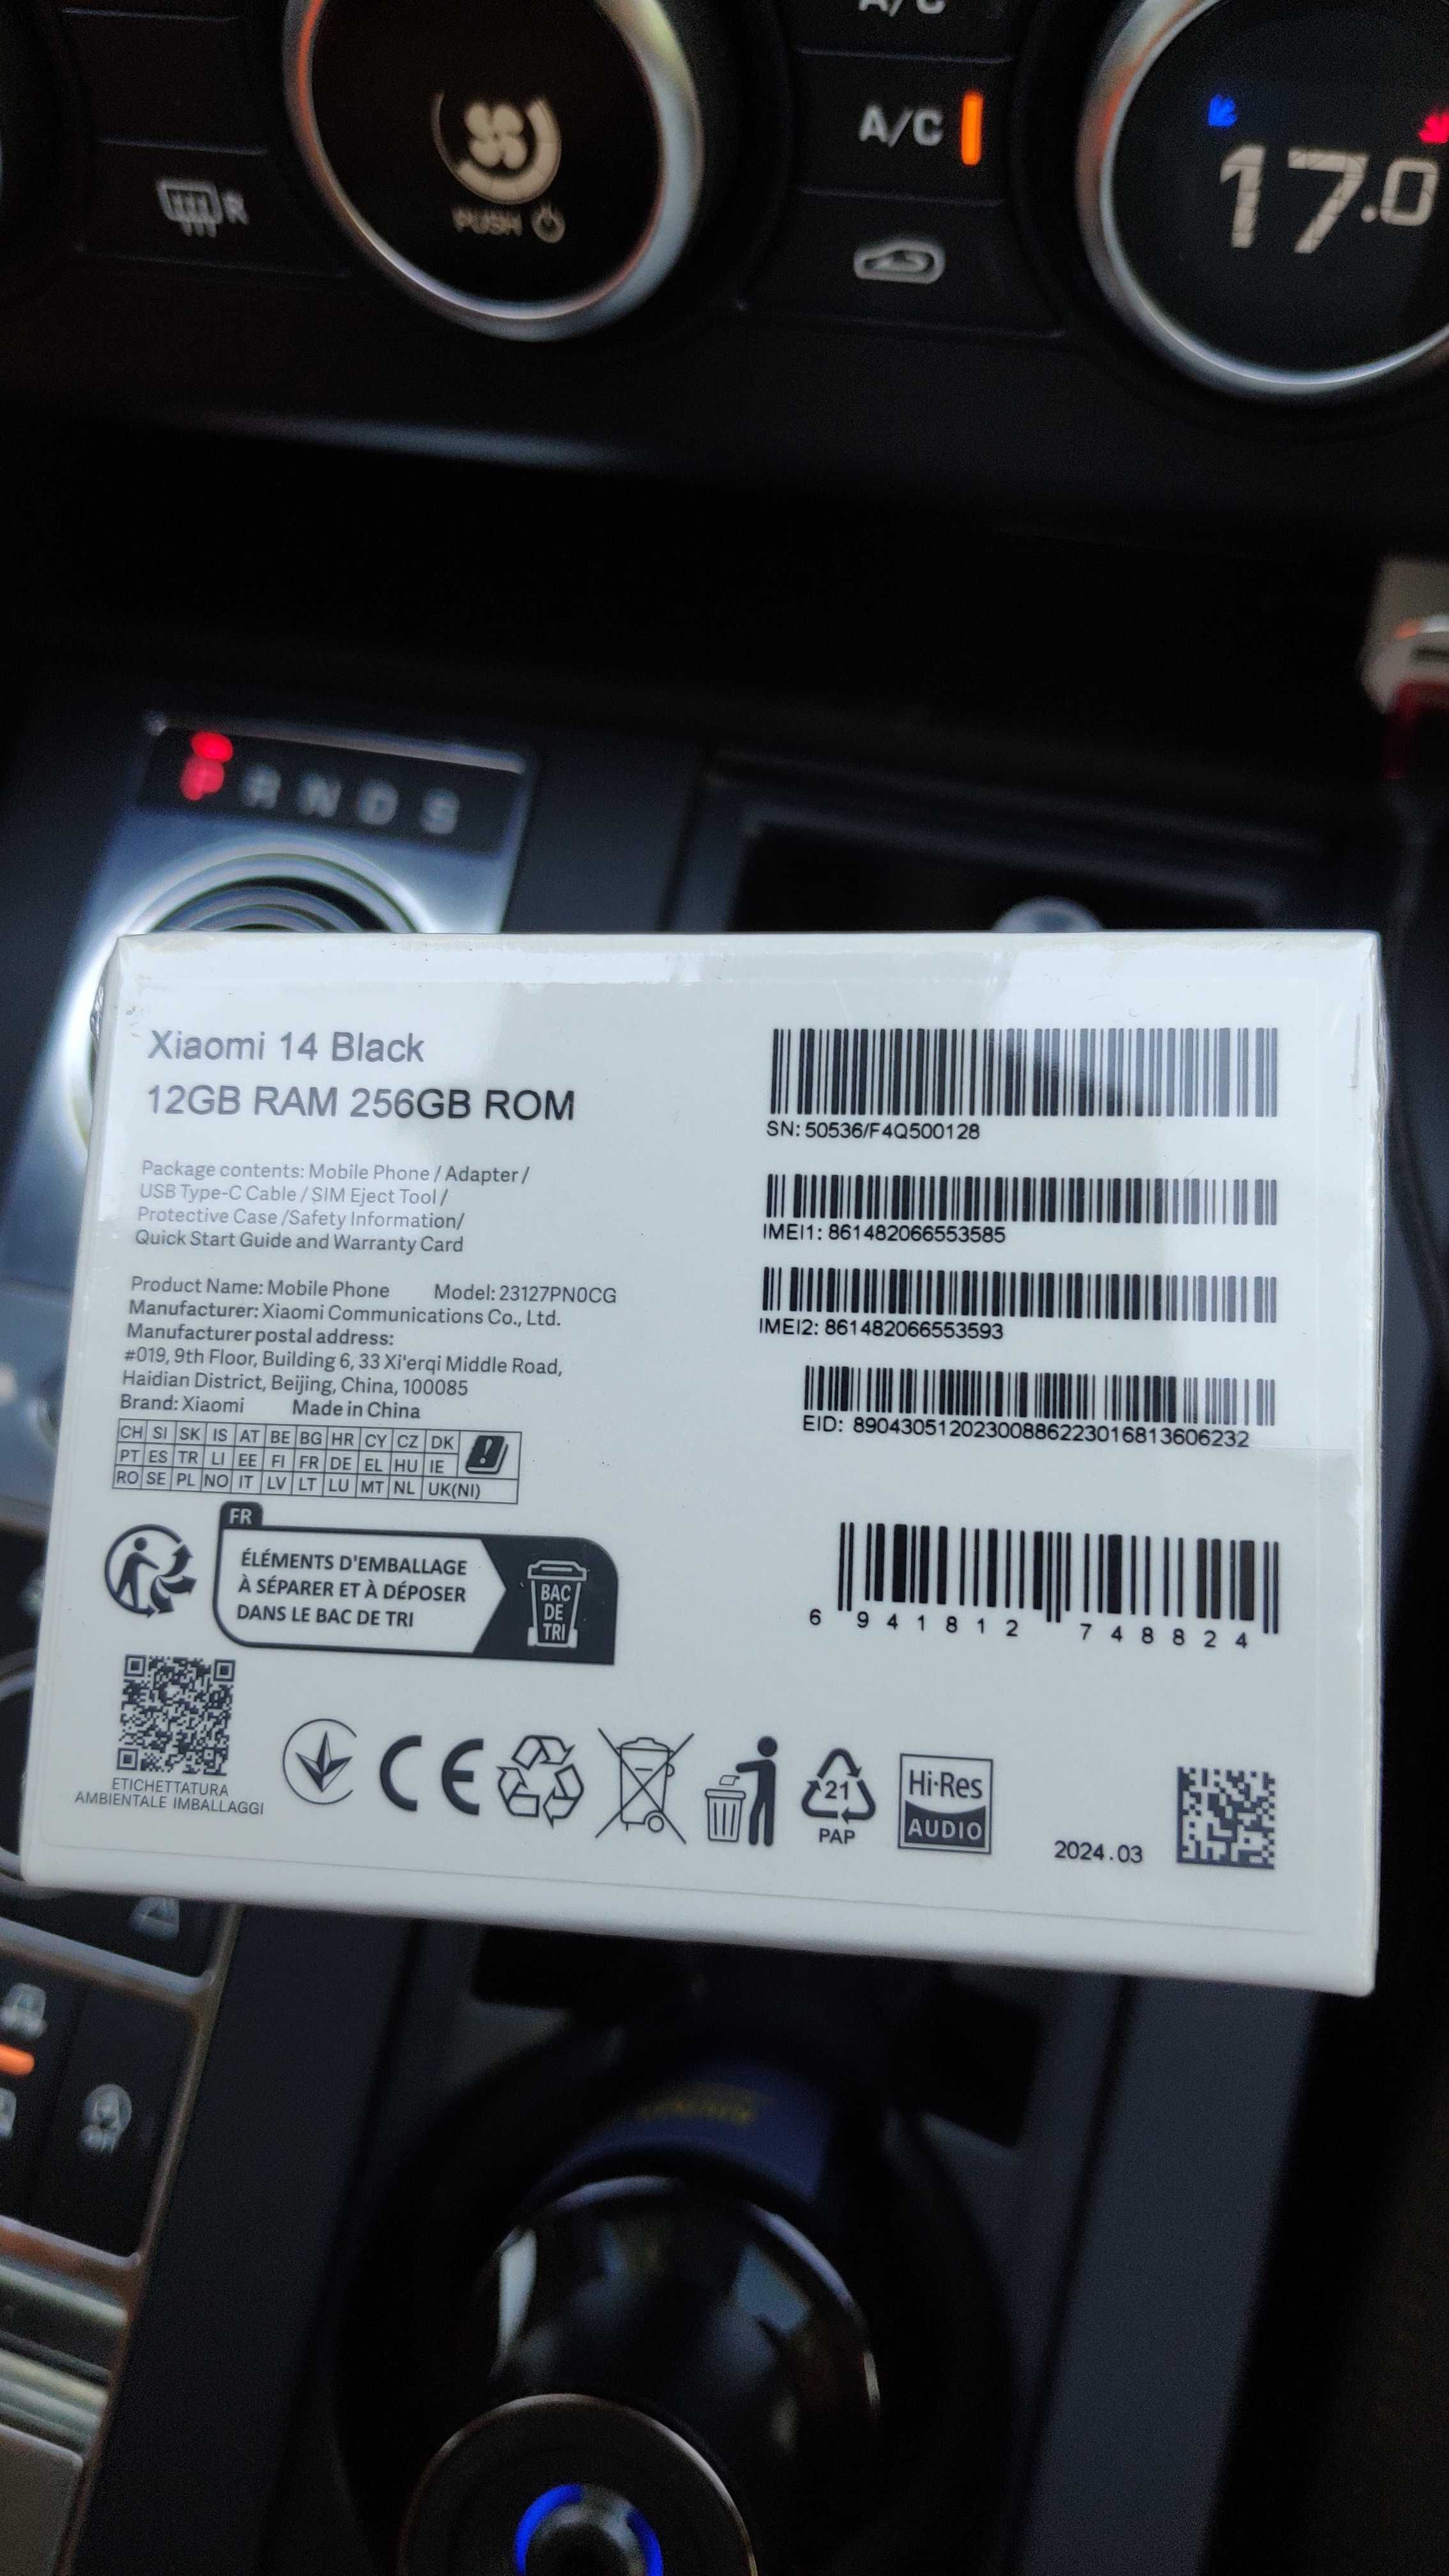 A/C
A/C
R
PUSH
17.0
P R N D S
Xiaomi 14 Black
12GB RAM 256GB ROM
Package contents: Mobile Phone / Adapter /
USB Type-C Cable / SIM Eject Tool /
Protective Case /Safety Information/
Quick Start Guide and Warranty Card
Product Name: Mobile Phone Model: 23127PN0CG
Manufacturer: Xiaomi Communications Co., Ltd.
Manufacturer postal address:
#019, 9th Floor, Building 6, 33 Xi'erqi Middle Road,
Haidian District, Beijing, China, 100085
Brand: Xiaomi Made in China
CH SI SK IS AT BE BG HR CY CZ DK
PT ES TR LI EE FI FR DE EL HU IE
RO SE PL NO IT LV LT LU MT NL UK(NI)
FR
ÉLÉMENTS D'EMBALLAGE
À SÉPARER ET À DÉPOSER
DANS LE BAC DE TRI
BAC
DE
TRI
ETICHETTATURA
AMBIENTALE IMBALLAGGI
SN: 50536/F4Q500128
IMEI1: 861482066553585
IMEI2: 861482066553593
EID: 89043051202300886223016813606232
6 941812 748824
CE
21
PAP
Hi-Res
AUDIO
2024.03